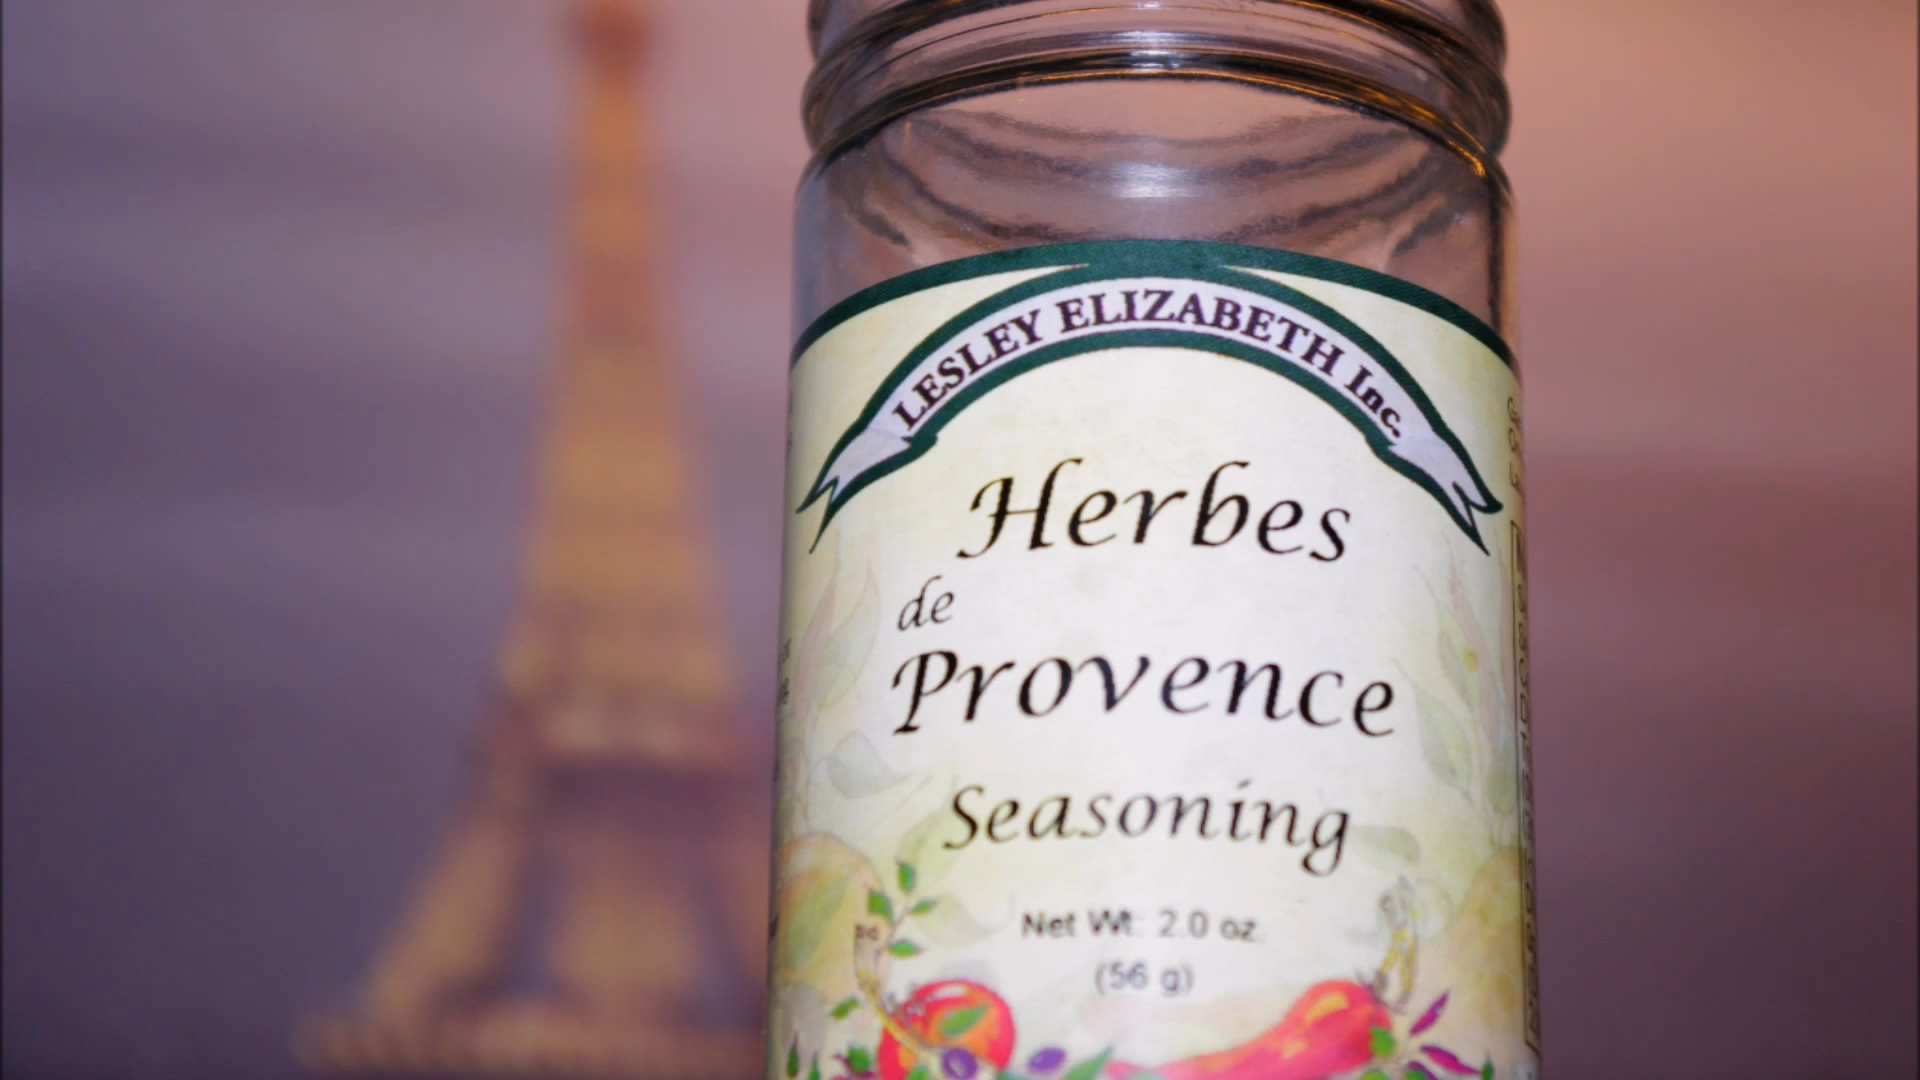 LESLEY ELIZABETH Inc.
Herbes
de
Provence
Seasoning
Net Wt: 2.0 oz.
(56 g)